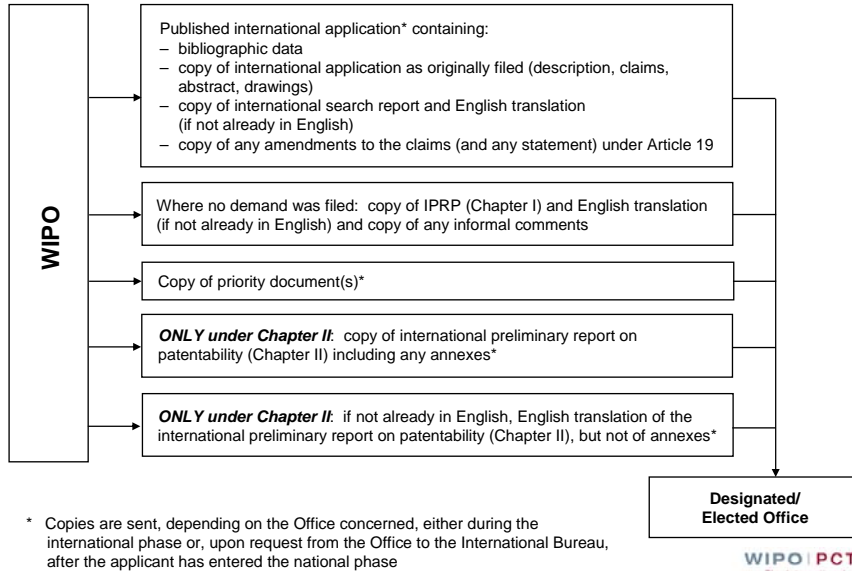 Published international application* containing:
– bibliographic data
– copy of international application as originally filed (description, claims,
abstract, drawings)
– copy of international search report and English translation
(if not already in English)
– copy of any amendments to the claims (and any statement) under Article 19
WIPO
Where no demand was filed: copy of IPRP (Chapter I) and English translation
(if not already in English) and copy of any informal comments
Copy of priority document(s)*
ONLY under Chapter II: copy of international preliminary report on
patentability (Chapter II) including any annexes*
ONLY under Chapter II: if not already in English, English translation of the
international preliminary report on patentability (Chapter II), but not of annexes*
Designated/
Elected Office
* Copies are sent, depending on the Office concerned, either during the
international phase or, upon request from the Office to the International Bureau,
after the applicant has entered the national phase
WIPO|PCT